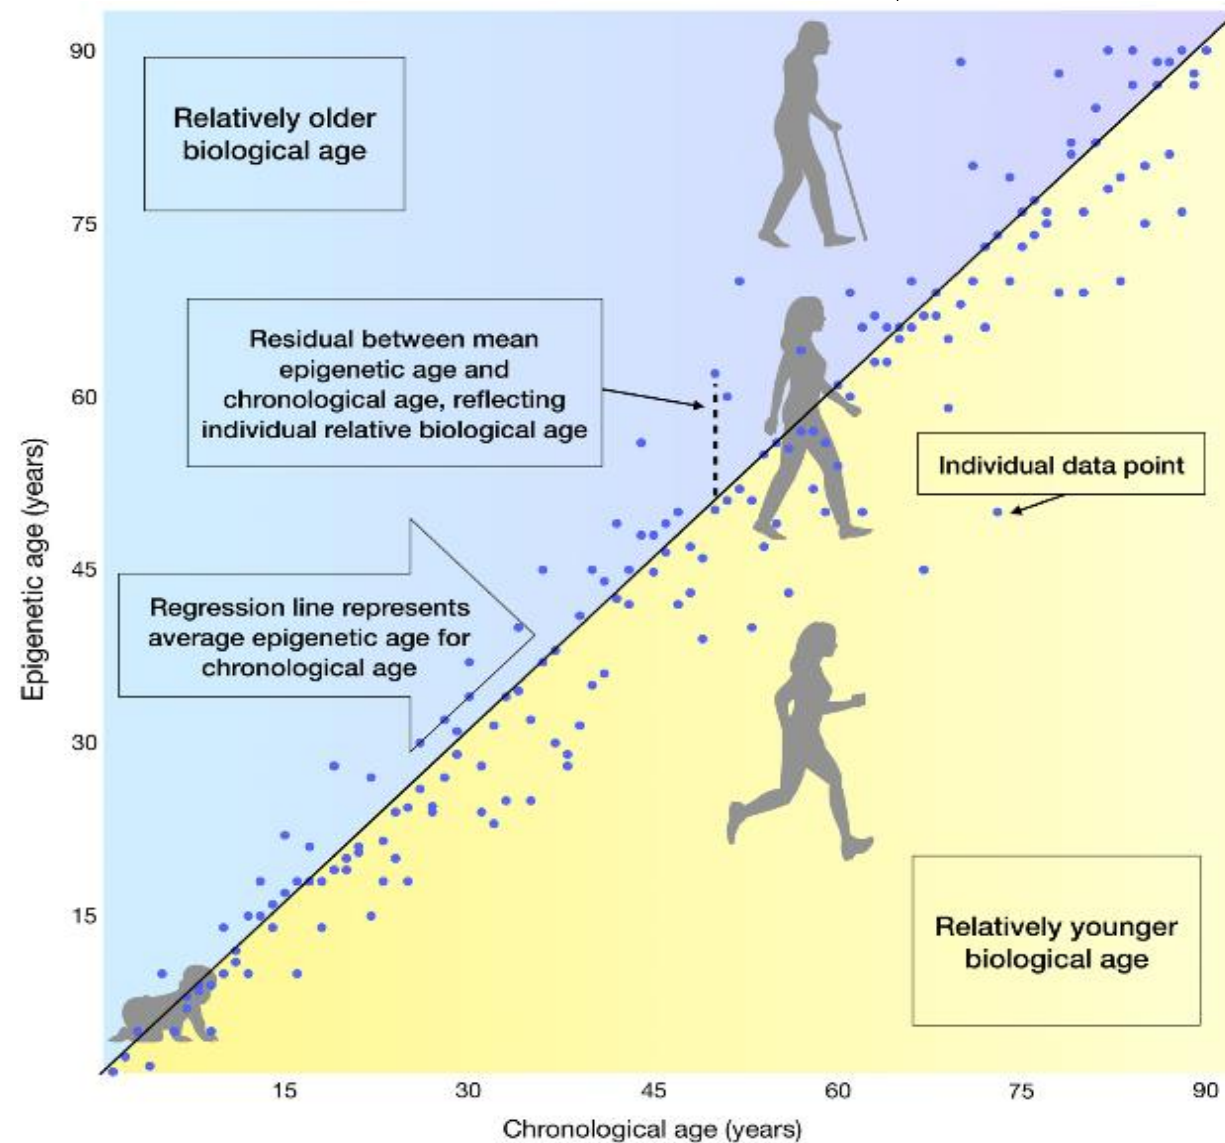 90
75
60
45
30
15
Epigenetic age (years)
Relatively older
biological age
Residual between mean
epigenetic age and
chronological age, reflecting
individual relative biological age
Individual data point
Regression line represents
average epigenetic age for
chronological age
Relatively younger
biological age
15
30
45
60
75
90
Chronological age (years)